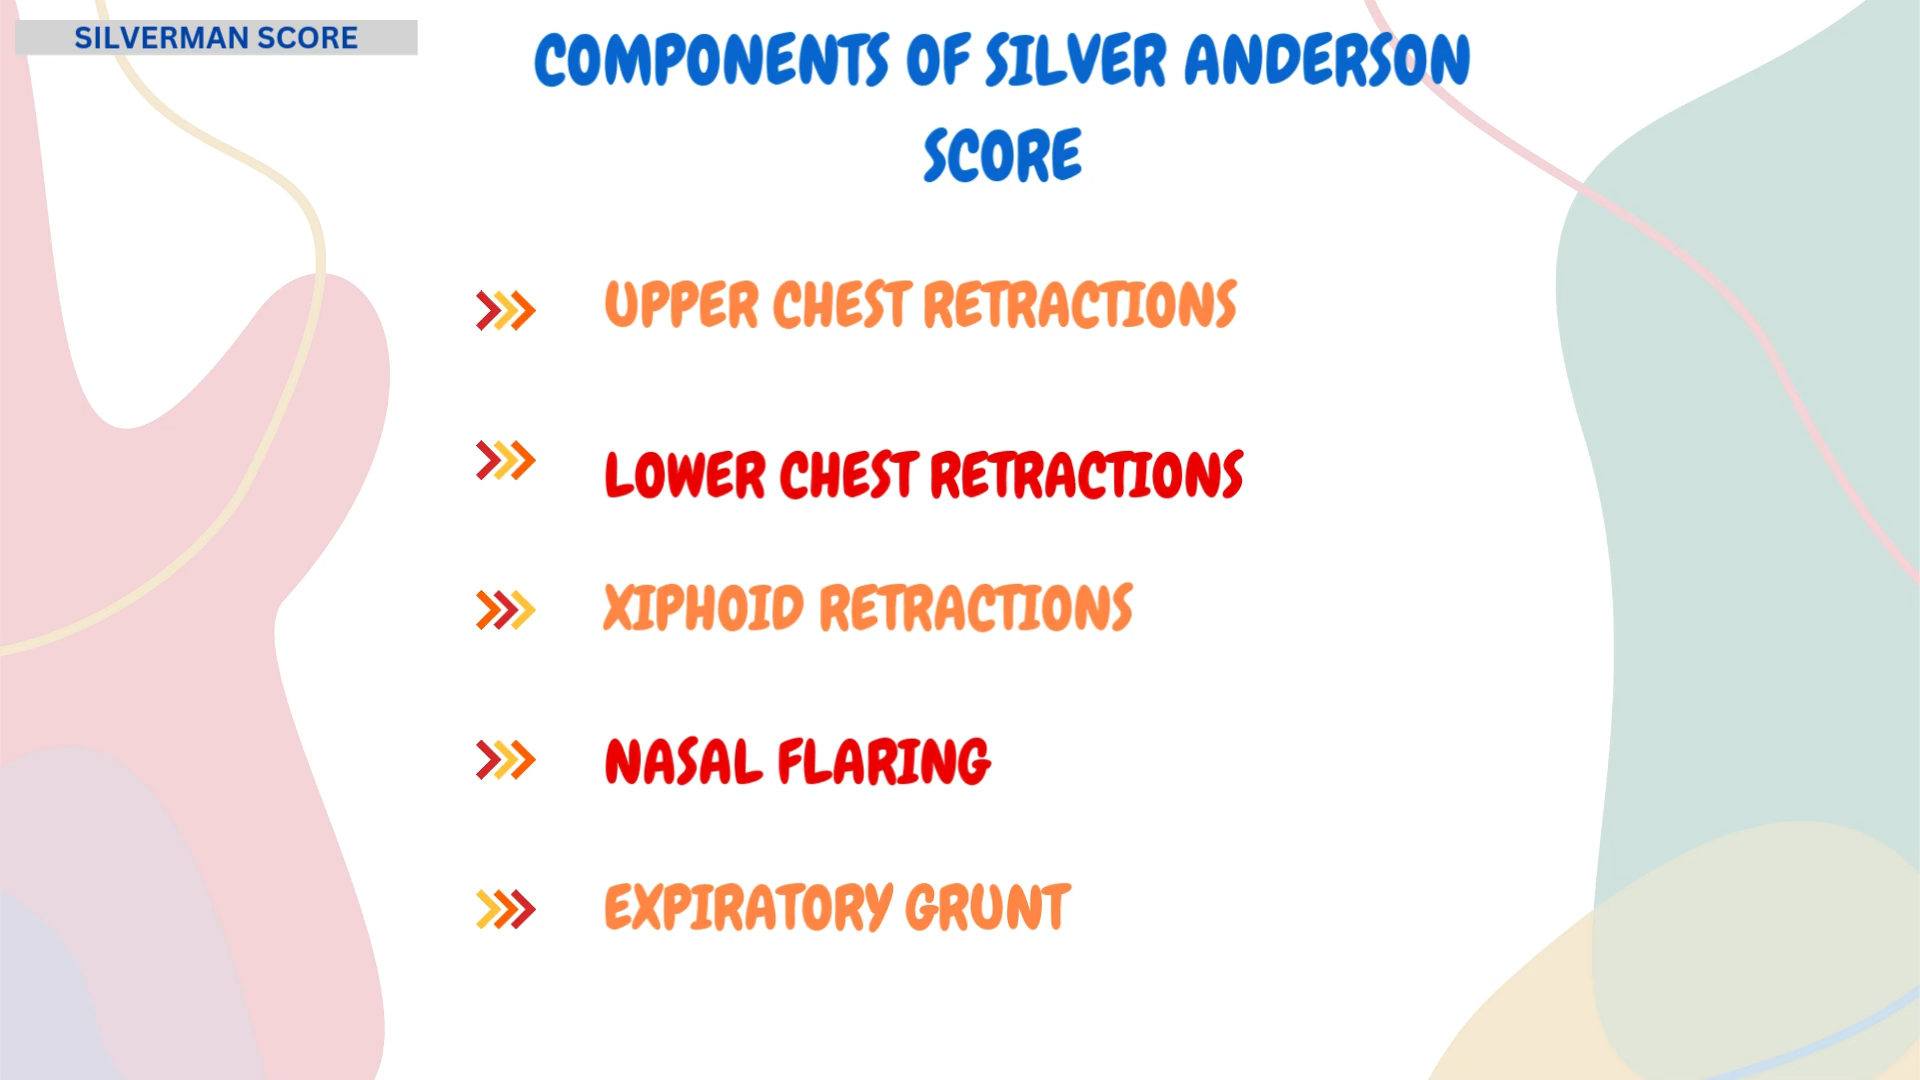 SILVERMAN SCORE
COMPONENTS OF SILVER ANDERSON
SCORE
UPPER CHEST RETRACTIONS
LOWER CHEST RETRACTIONS
XIPHOID RETRACTIONS
NASAL FLARING
EXPIRATORY GRUNT